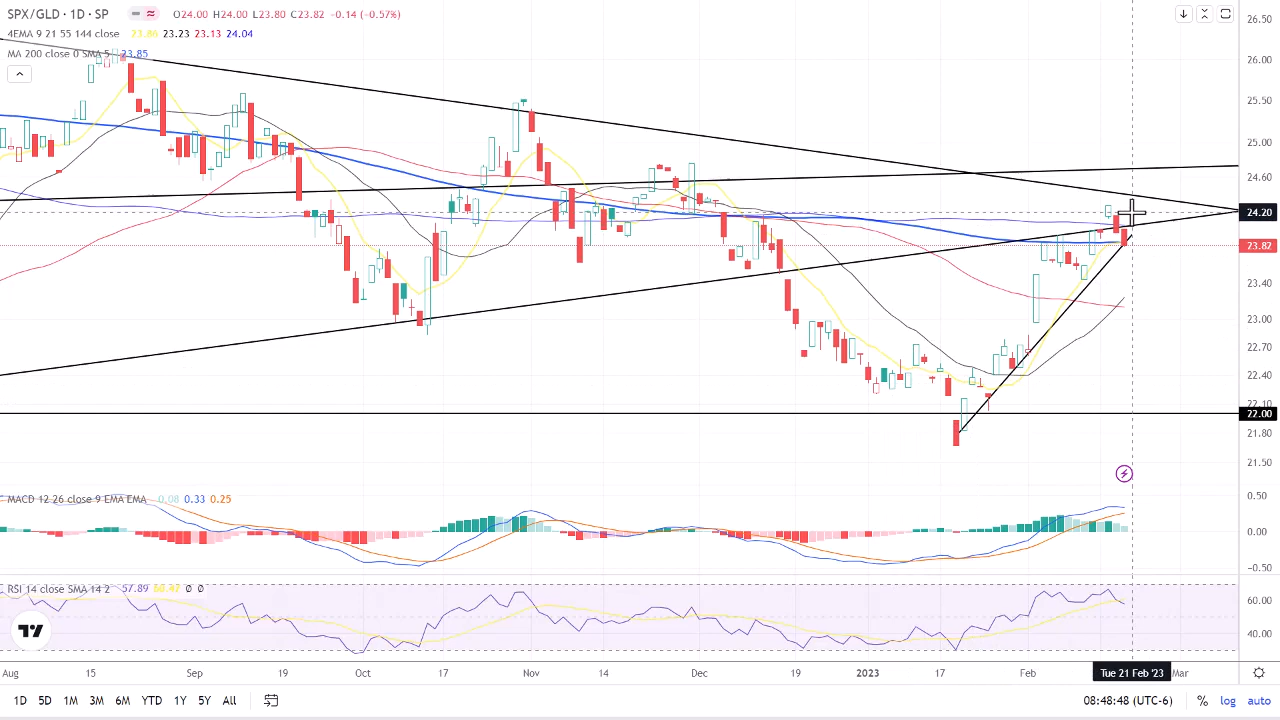 SPX/GLD · 1D · SP O24.00 H24.00 L23.80 C23.82 -0.14 (-0.57%)
4EMA 9 21 55 144 close 23.23 23.13 24.04
MA 200 close 0 SMA 5 23.85
26.50
26.00
25.50
25.00
24.60
24.20
23.82
23.40
23.00
22.70
22.40
22.10
22.00
21.80
21.50
MACD 12 26 close 9 EMA EMA 0.08 0.33 0.25
0.50
0.00
-0.50
RSI 14 close SMA 14 2 57.89 60.47 Ø Ø
60.00
40.00
Aug 15 Sep 19 Oct 17 Nov 14 Dec 19 2023 17 Feb Tue 21 Feb '23 Mar
1D 5D 1M 3M 6M YTD 1Y 5Y All 08:48:48 (UTC-6) % log auto